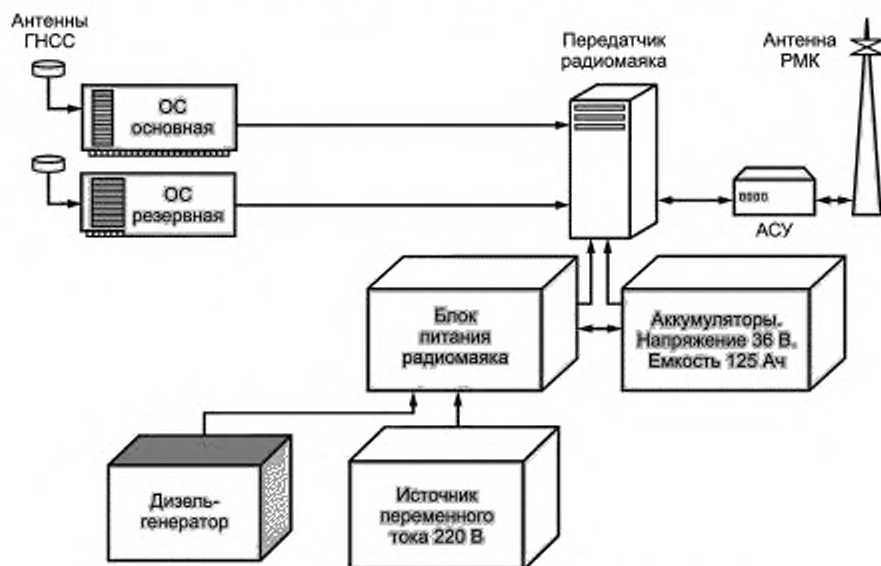 Антенны
ГНСС
ОС
основная
ОС
резервная
Передатчик
радиомаяка
Антенна
РМК
АСУ
Блок
питания
радиомаяка
Аккумуляторы.
Напряжение 36 В.
Емкость 125 Ач
Дизель-
генератор
Источник
переменного
тока 220 В